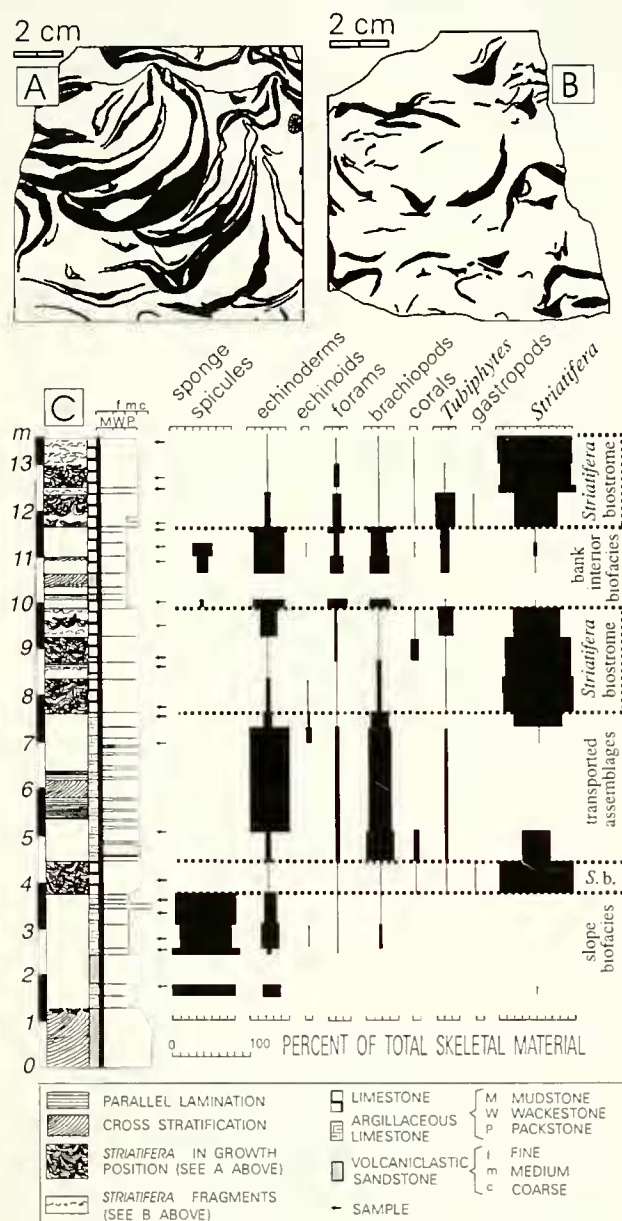 2 cm
A
2 cm
B
C
f m c
MWP
sponge spicules
echinoderms
echinoids
forams
brachiopods
corals
Tubiphytes
gastropods
Striatifera
m
13
12
11
10
9
8
7
6
5
4
3
2
1
0
Striatifera biostrome
bank interior biofacies
Striatifera biostrome
transported assemblages
S.b.
slope biofacies
0 100 PERCENT OF TOTAL SKELETAL MATERIAL
PARALLEL LAMINATION
CROSS STRATIFICATION
STRIATIFERA IN GROWTH
POSITION (SEE A ABOVE)
STRIATIFERA FRAGMENTS
(SEE B ABOVE)
LIMESTONE
ARGILLACEOUS
LIMESTONE
VOLCANICLASTIC
SANDSTONE
SAMPLE
M MUDSTONE
W WACKESTONE
P PACKSTONE
f FINE
m MEDIUM
c COARSE